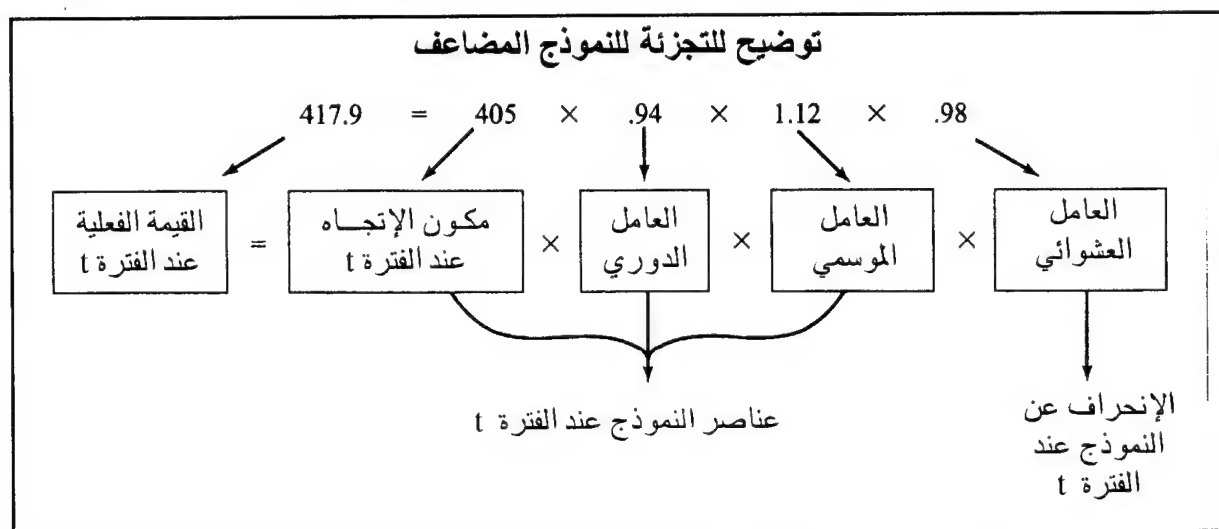 توضيح للتجزئة للنموذج المضاعف
417.9 = 405 × .94 × 1.12 × .98
القيمة الفعلية
عند الفترة t
=
مكون الإتجاه
عند الفترة t
×
العامل
الدوري
×
العامل
الموسمي
×
العامل
العشوائي
عناصر النموذج عند الفترة t
الإنحراف عن
النموذج عند
الفترة t